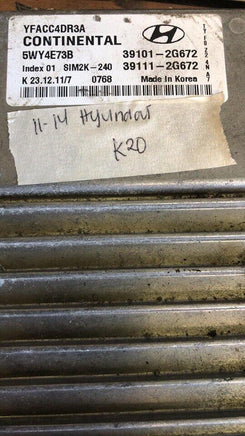 YFACC4DR3A
CONTINENTAL HYUNDAI
5WY4E73B 39101-2G672
Index 01 SIM2K-240 39111-2G672
K 23.12.11/7 0768 Made in Korea
11-14 Hyundai
K20